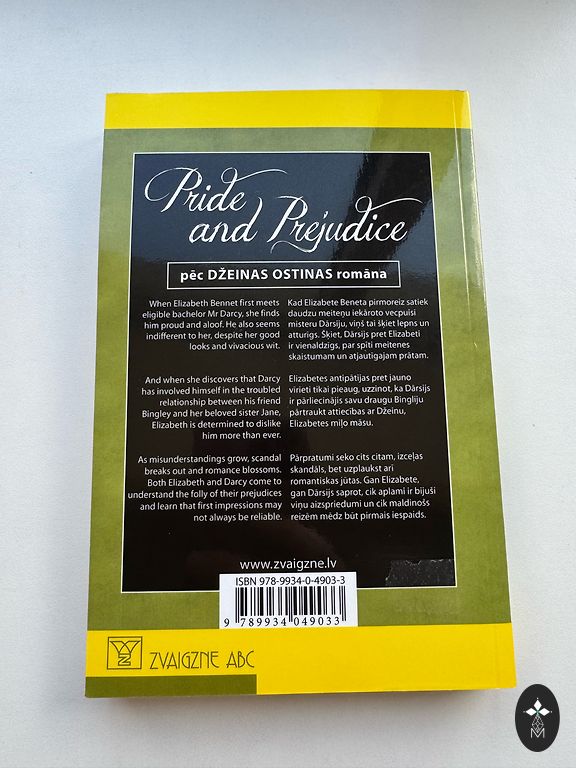 Pride
and Prejudice
pēc DŽEINAS OSTINAS romāna
When Elizabeth Bennet first meets
eligible bachelor Mr Darcy, she finds
him proud and aloof. He also seems
indifferent to her, despite her good
looks and vivacious wit.
And when she discovers that Darcy
has involved himself in the troubled
relationship between his friend
Bingley and her beloved sister Jane,
Elizabeth is determined to dislike
him more than ever.
As misunderstandings grow, scandal
breaks out and romance blossoms.
Both Elizabeth and Darcy come to
understand the folly of their prejudices
and learn that first impressions may
not always be reliable.
Kad Elizabete Beneta pirmoreiz satiek
daudzu meiteņu iekāroto vecpuisi
misteru Dārsiju, viņš tai šķiet lepns un
atturīgs. Šķiet, Dārsijs pret Elizabeti
ir vienaldzīgs, par spīti meitenes
skaistumam un atjautīgajam prātam.
Elizabetes antipātijas pret jauno
vīrieti tikai pieaug, uzzinot, ka Dārsijs
ir pārliecinājis savu draugu Bingliju
pārtraukt attiecības ar Džeinu,
Elizabetes mīļo māsu.
Pārpratumi seko cits citam, izceļas
skandāls, bet uzplaukst arī
romantiskas jūtas. Gan Elizabete,
gan Dārsijs saprot, cik aplami ir bijuši
viņu aizspriedumi un cik maldinošs
reizēm mēdz būt pirmais iespaids.
www.zvaigzne.lv
ISBN 978-9934-0-4903-3
9 789934 049033
ZVAIGZNE ABC
M